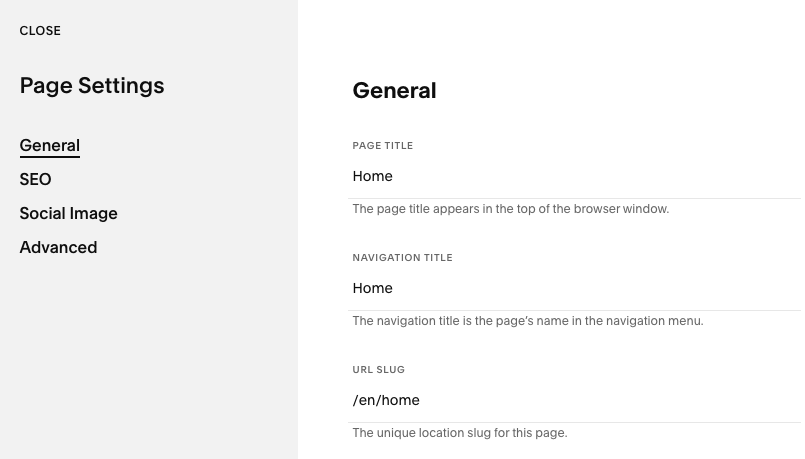 CLOSE
Page Settings
General
SEO
Social Image
Advanced
General
PAGE TITLE
Home
The page title appears in the top of the browser window.
NAVIGATION TITLE
Home
The navigation title is the page’s name in the navigation menu.
URL SLUG
/en/home
The unique location slug for this page.